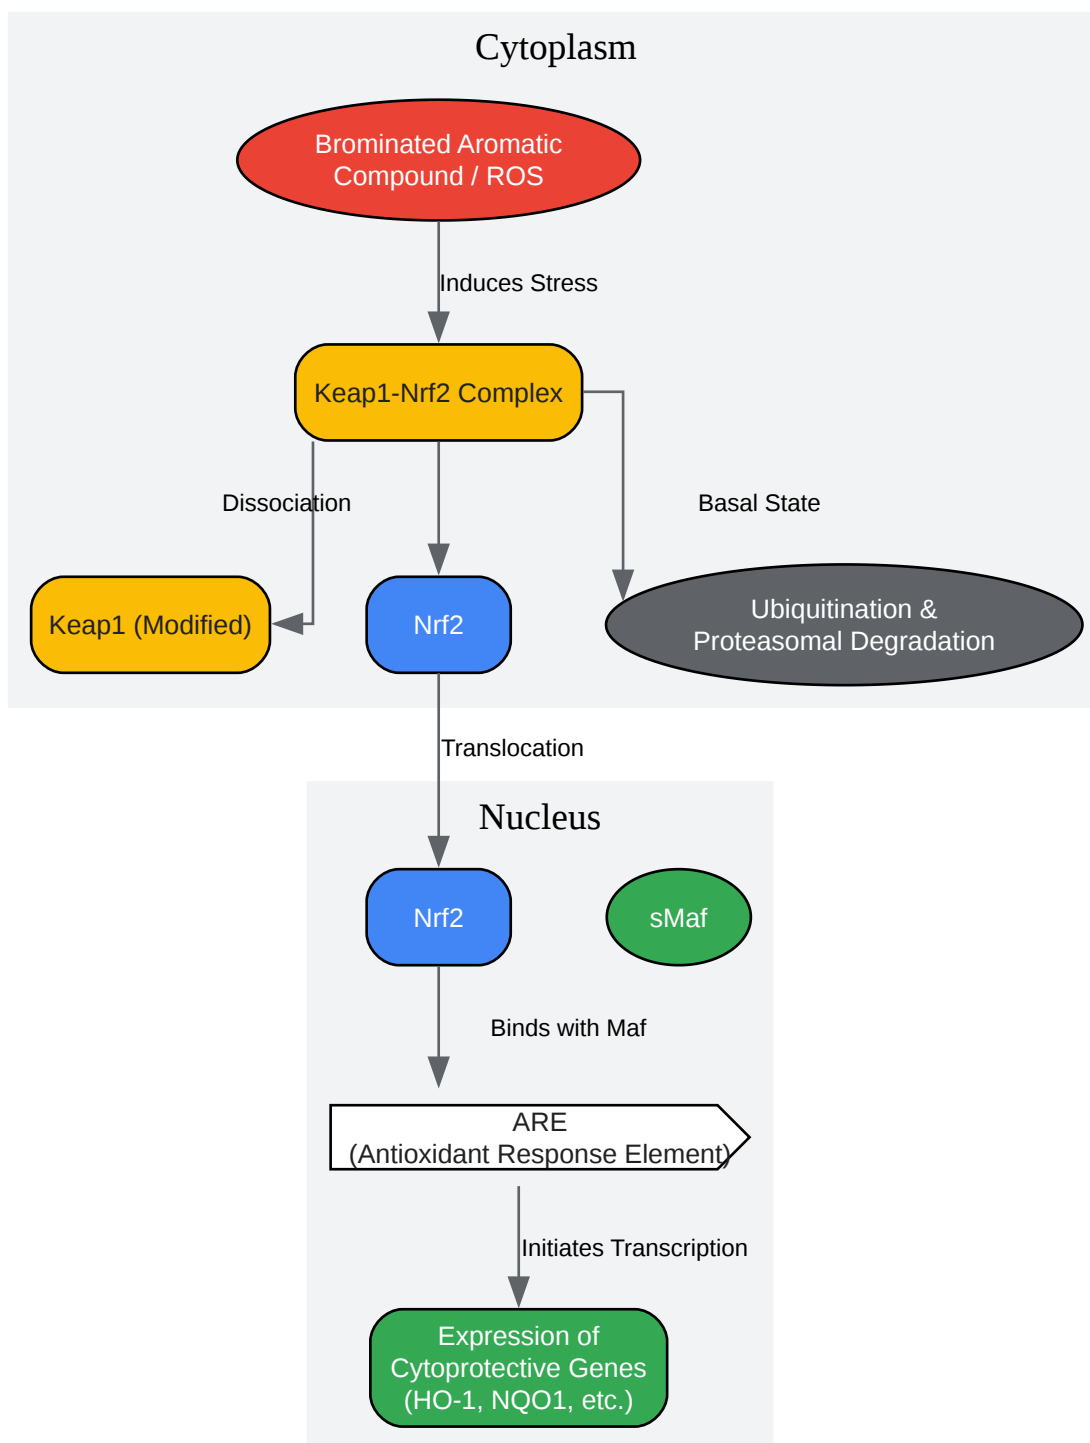 Cytoplasm
Brominated Aromatic
Compound / ROS
Induces Stress
Keap1-Nrf2 Complex
Dissociation
Basal State
Keap1 (Modified)
Nrf2
Ubiquitination &
Proteasomal Degradation
Translocation
Nucleus
Nrf2
sMaf
Binds with Maf
ARE
(Antioxidant Response Element)
Initiates Transcription
Expression of
Cytoprotective Genes
(HO-1, NQO1, etc.)